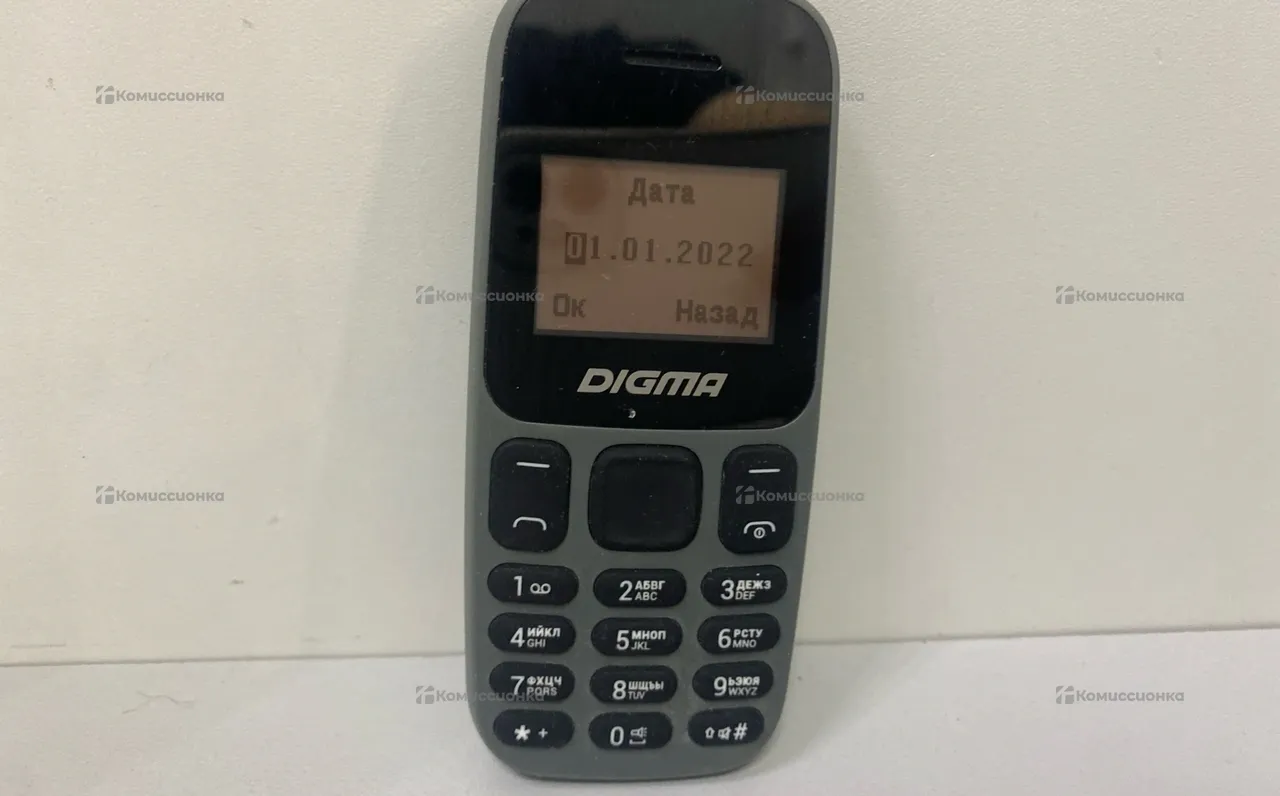 Комиссионка Комиссионка
Дата
01.01.2022
Комиссионка Комиссионка
Ок Назад
DIGMA
Комиссионка Комиссионка
1 2 АБВГ ABC 3 ДЕЖЗ DEF
4 ИЙКЛ GHI 5 МНОП JKL 6 РСТУ MNO
7 ФХЦЧ PQRS 8 ШЩЪЫ TUV 9 ЬЭЮЯ WXYZ
Комиссионка Комиссионка
* + 0 #